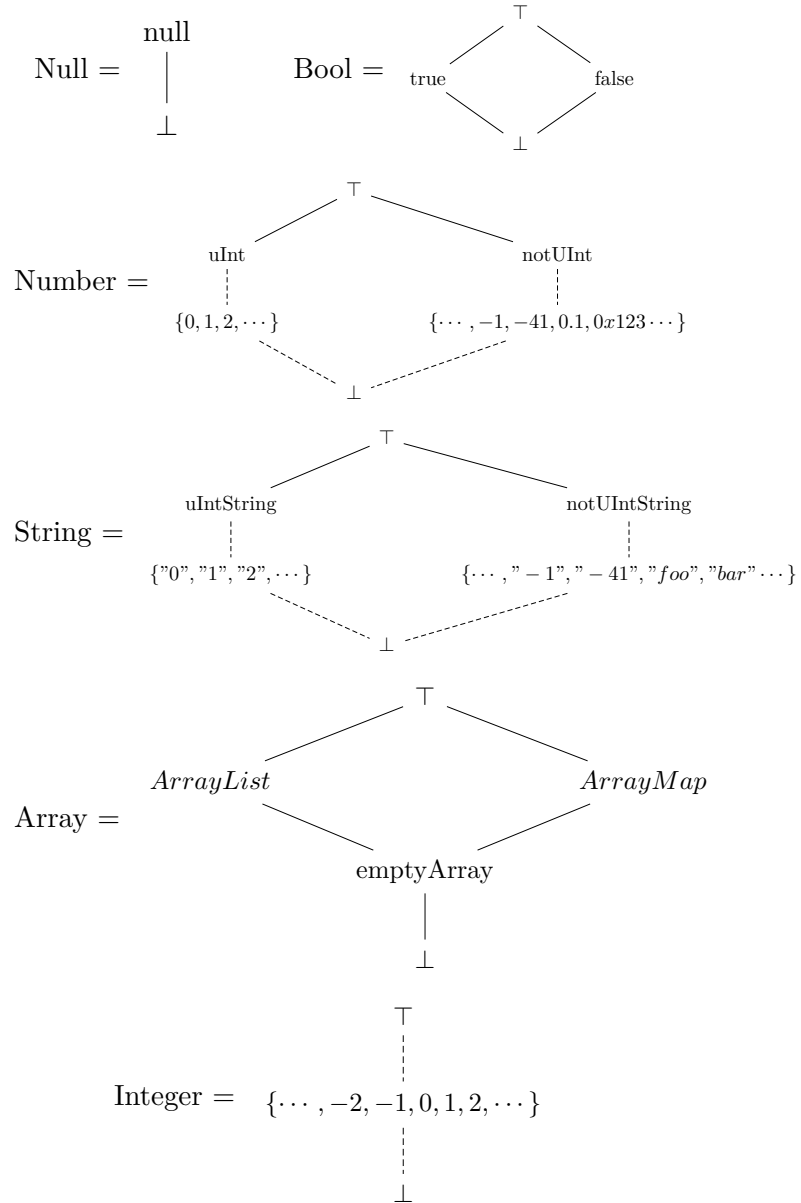 null
Null =
⊥
⊤
Bool =
true
false
⊥
⊤
uInt
notUInt
Number =
{0, 1, 2, ⋯}
{⋯, −1, −41, 0.1, 0x123 ⋯}
⊥
⊤
uIntString
notUIntString
String =
{”0”, ”1”, ”2”, ⋯}
{⋯, ” − 1”, ” − 41”, ”foo”, ”bar” ⋯}
⊥
⊤
ArrayList
ArrayMap
Array =
emptyArray
⊥
⊤
Integer =
{⋯, −2, −1, 0, 1, 2, ⋯}
⊥